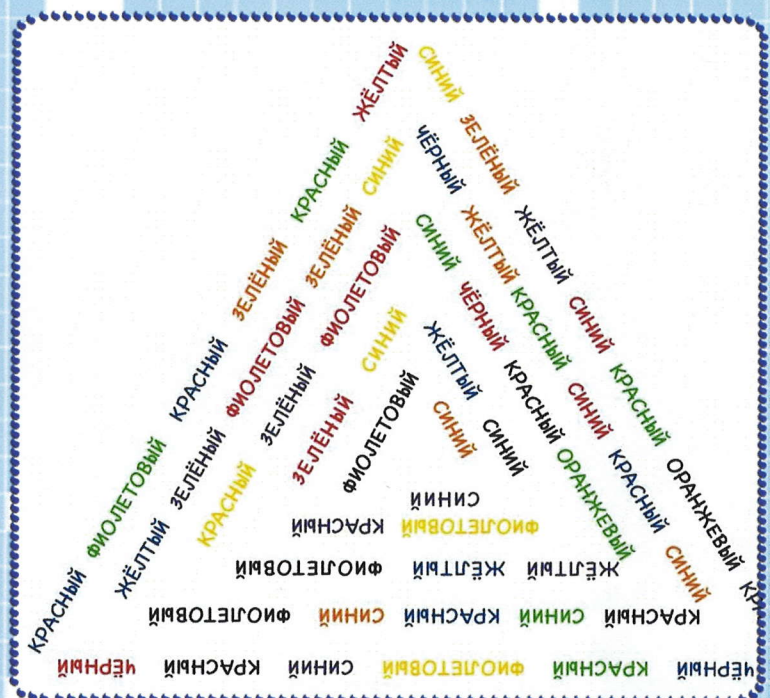 КРАСНЫЙ ФИОЛЕТОВЫЙ КРАСНЫЙ ЗЕЛЁНЫЙ КРАСНЫЙ ЖЁЛТЫЙ
СИНИЙ ЗЕЛЁНЫЙ ЖЁЛТЫЙ СИНИЙ КРАСНЫЙ ОРАНЖЕВЫЙ
ЖЁЛТЫЙ ЗЕЛЁНЫЙ ФИОЛЕТОВЫЙ ЗЕЛЁНЫЙ СИНИЙ
ЧЁРНЫЙ ЖЁЛТЫЙ КРАСНЫЙ СИНИЙ КРАСНЫЙ СИНИЙ
КРАСНЫЙ ЗЕЛЁНЫЙ ФИОЛЕТОВЫЙ
СИНИЙ ЧЁРНЫЙ КРАСНЫЙ ОРАНЖЕВЫЙ
ЗЕЛЁНЫЙ СИНИЙ
ЖЁЛТЫЙ СИНИЙ
ФИОЛЕТОВЫЙ
СИНИЙ
СИНИЙ
ФИОЛЕТОВЫЙ КРАСНЫЙ
ЖЁЛТЫЙ ЖЁЛТЫЙ ФИОЛЕТОВЫЙ
КРАСНЫЙ СИНИЙ КРАСНЫЙ СИНИЙ ФИОЛЕТОВЫЙ
ЧЁРНЫЙ КРАСНЫЙ ФИОЛЕТОВЫЙ СИНИЙ КРАСНЫЙ ЧЁРНЫЙ